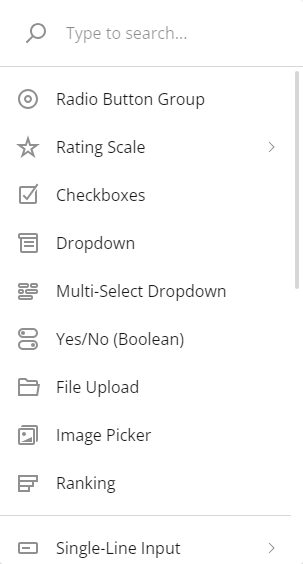 Type to search...
Radio Button Group
Rating Scale
Checkboxes
Dropdown
Multi-Select Dropdown
Yes/No (Boolean)
File Upload
Image Picker
Ranking
Single-Line Input